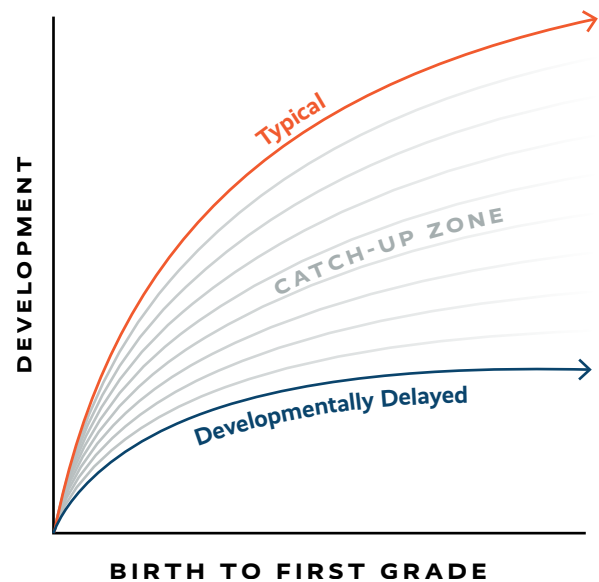 Typical
DEVELOPMENT
CATCH-UP ZONE
Developmentally Delayed
BIRTH TO FIRST GRADE